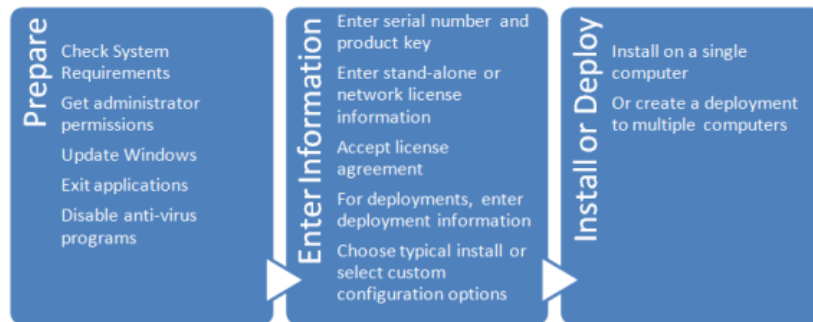 Prepare
Check System
Requirements
Get administrator
permissions
Update Windows
Exit applications
Disable anti-virus
programs
Enter Information
Enter serial number and
product key
Enter stand-alone or
network license
information
Accept license
agreement
For deployments, enter
deployment information
Choose typical install or
select custom
configuration options
Install or Deploy
Install on a single
computer
Or create a deployment
to multiple computers